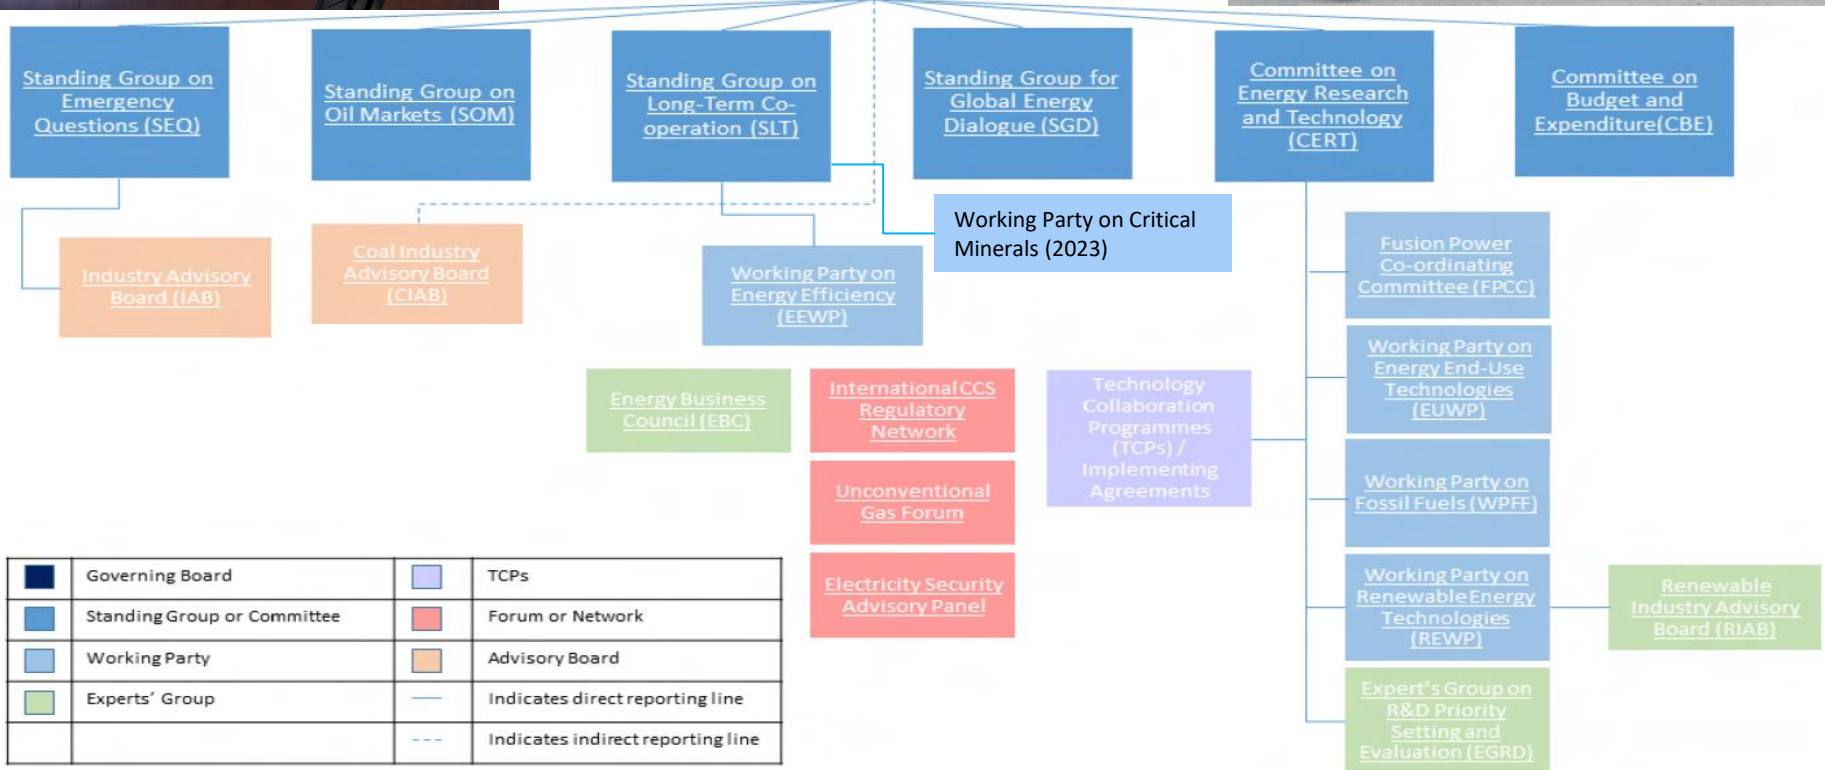 Standing Group on
Emergency
Questions (SEQ)
Standing Group on
Oil Markets (SOM)
Standing Group on
Long-Term Co-
operation (SLT)
Standing Group for
Global Energy
Dialogue (SGD)
Committee on
Energy Research
and Technology
(CERT)
Committee on
Budget and
Expenditure(CBE)
Industry Advisory
Board (IAB)
Coal Industry
Advisory Board
(CIAB)
Working Party on
Energy Efficiency
(EEWP)
Working Party on Critical
Minerals (2023)
Fusion Power
Co-ordinating
Committee (FPCC)
Working Party on
Energy End-Use
Technologies
(EUWP)
Working Party on
Fossil Fuels (WPFF)
Working Party on
Renewable Energy
Technologies
(REWP)
Renewable
Industry Advisory
Board (RIAB)
Expert's Group on
R&D Priority
Setting and
Evaluation (EGRD)
Energy Business
Council (EBC)
International CCS
Regulatory
Network
Unconventional
Gas Forum
Electricity Security
Advisory Panel
Technology
Collaboration
Programmes
(TCPs) /
Implementing
Agreements
Governing Board
TCPs
Standing Group or Committee
Forum or Network
Working Party
Advisory Board
Experts' Group
Indicates direct reporting line
Indicates indirect reporting line